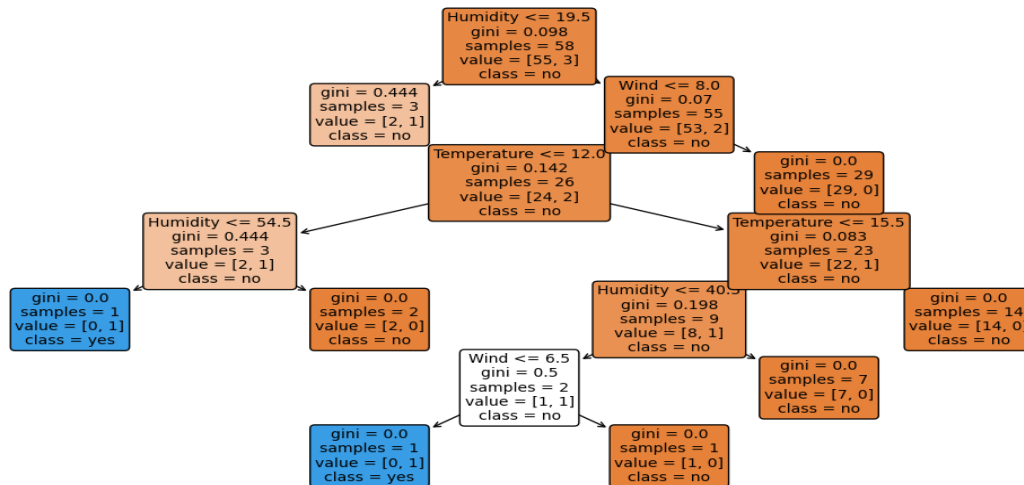 Humidity <= 19.5
gini = 0.098
samples = 58
value = [55, 3]
class = no
gini = 0.444
samples = 3
value = [2, 1]
class = no
Wind <= 8.0
gini = 0.07
samples = 55
value = [53, 2]
class = no
Temperature <= 12.0
gini = 0.142
samples = 26
value = [24, 2]
class = no
gini = 0.0
samples = 29
value = [29, 0]
class = no
Humidity <= 54.5
gini = 0.444
samples = 3
value = [2, 1]
class = no
Temperature <= 15.5
gini = 0.083
samples = 23
value = [22, 1]
class = no
gini = 0.0
samples = 1
value = [0, 1]
class = yes
gini = 0.0
samples = 2
value = [2, 0]
class = no
Humidity <= 40.5
gini = 0.198
samples = 9
value = [8, 1]
class = no
gini = 0.0
samples = 14
value = [14, 0]
class = no
Wind <= 6.5
gini = 0.5
samples = 2
value = [1, 1]
class = no
gini = 0.0
samples = 7
value = [7, 0]
class = no
gini = 0.0
samples = 1
value = [0, 1]
class = yes
gini = 0.0
samples = 1
value = [1, 0]
class = no